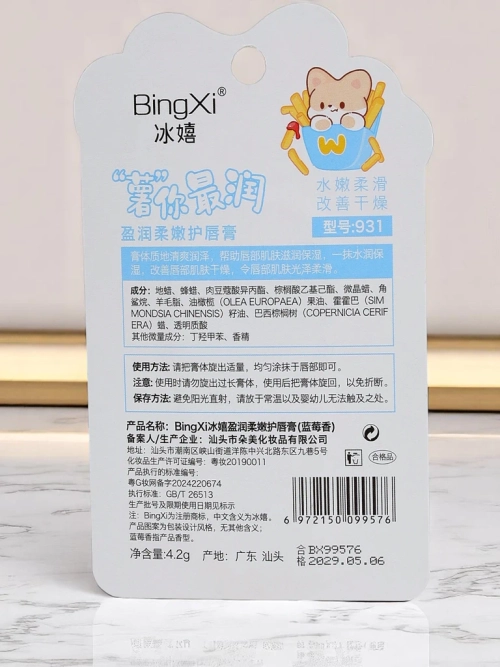 BingXi®
冰嬉
W
“薯”你最润
盈润柔嫩护唇膏
水嫩柔滑
改善干燥
型号:931
膏体质地清爽润泽，帮助唇部肌肤滋润保湿，一抹水润保
湿，改善唇部肌肤干燥，令唇部肌肤光泽柔滑。
成分：地蜡、蜂蜡、肉豆蔻酸异丙酯、棕榈酸乙基己酯、微晶蜡、角
鲨烷、羊毛脂、油橄榄（OLEA EUROPAEA）果油、霍霍巴（SIM
MONDSIA CHINENSIS）籽油、巴西棕榈树（COPERNICIA CERIF
ERA）蜡、透明质酸
其他微量成分：丁羟甲苯、香精
使用方法：请把膏体旋出适量，均匀涂抹于唇部即可。
注意：使用时请勿旋出过长膏体，使用后把膏体旋回，以免折断。
保存方法：避免阳光直射，请放于常温以及婴幼儿无法触及之处。
产品名称：BingXi冰嬉盈润柔嫩护唇膏(蓝莓香)
备案人/生产企业：汕头市朵美化妆品有限公司
地址：汕头市潮南区峡山街道洋陈中兴北路东区九巷5号
化妆品生产许可证编号：粤妆20190011
产品执行的标准编号：
粤G妆网备字2024220674
执行标准：GB/T 26513
生产批号及限期使用日期见标示
注：BingXi为注册商标，中文含义为冰嬉。
产品图案为包装设计风格，无其他含义；
蓝莓香指产品香型。
合格品
6 972150 099576
净含量:4.2g 产地：广东 汕头
合 BX99576
格 2029.05.06